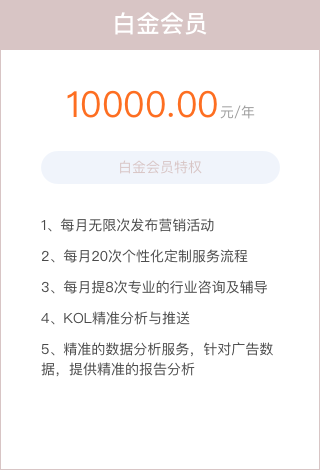 白金会员
10000.00元/年
白金会员特权
1、每月无限次发布营销活动
2、每月20次个性化定制服务流程
3、每月提8次专业的行业咨询及辅导
4、KOL精准分析与推送
5、精准的数据分析服务，针对广告数
据，提供精准的报告分析